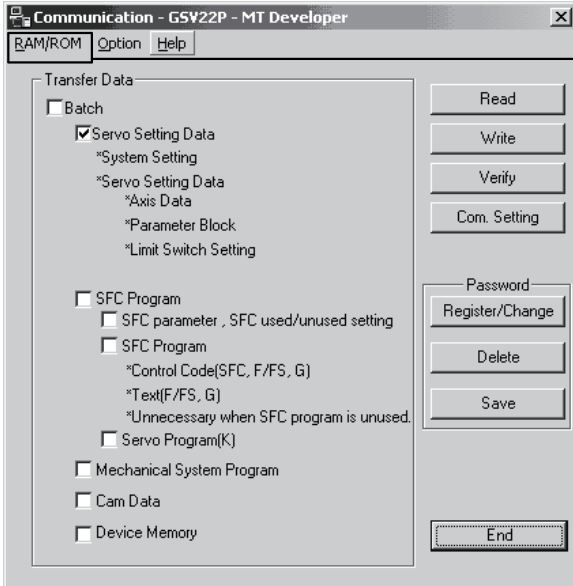 Communication - GSV22P - MT Developer
RAM/ROM Option Help
Transfer Data
Batch
Servo Setting Data
*System Setting
*Servo Setting Data
*Axis Data
*Parameter Block
*Limit Switch Setting
SFC Program
SFC parameter , SFC used/unused setting
SFC Program
*Control Code(SFC, F/FS, G)
*Text(F/FS, G)
*Unnecessary when SFC program is unused.
Servo Program(K)
Mechanical System Program
Cam Data
Device Memory
Read
Write
Verify
Com. Setting
Password
Register/Change
Delete
Save
End